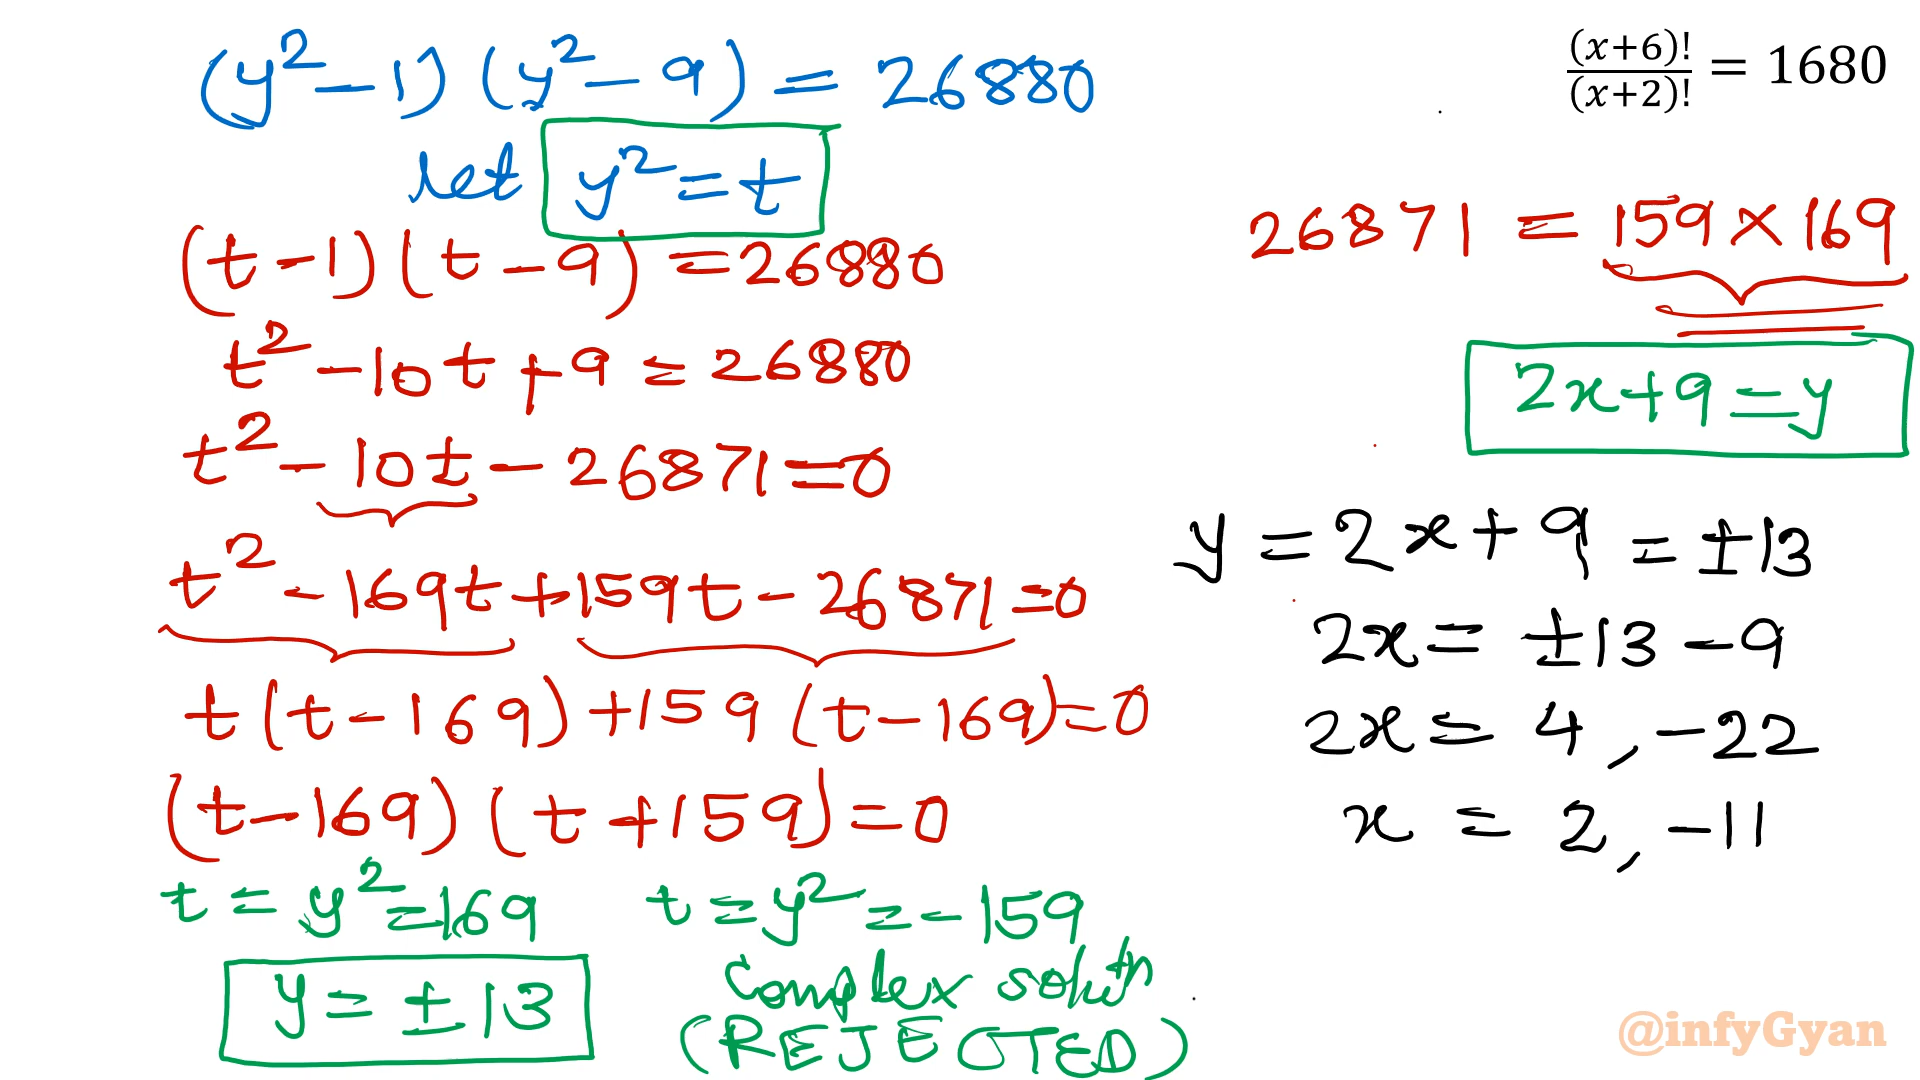 (y²-1)(y²-9) = 26880
let y² = t
(t-1)(t-9) = 26880
t²-10t+9 = 26880
t²-10t-26871=0
t²-169t+159t-26871=0
t(t-169)+159(t-169)=0
(t-169)(t+159)=0
t = y²=169 t = y² = -159
y = ±13
complex solutn
(REJECTED)
(x+6)!/(x+2)! = 1680
26871 = 159×169
2x+9=y
y = 2x+9 = ±13
2x = ±13-9
2x = 4, -22
x = 2, -11
@infyGyan